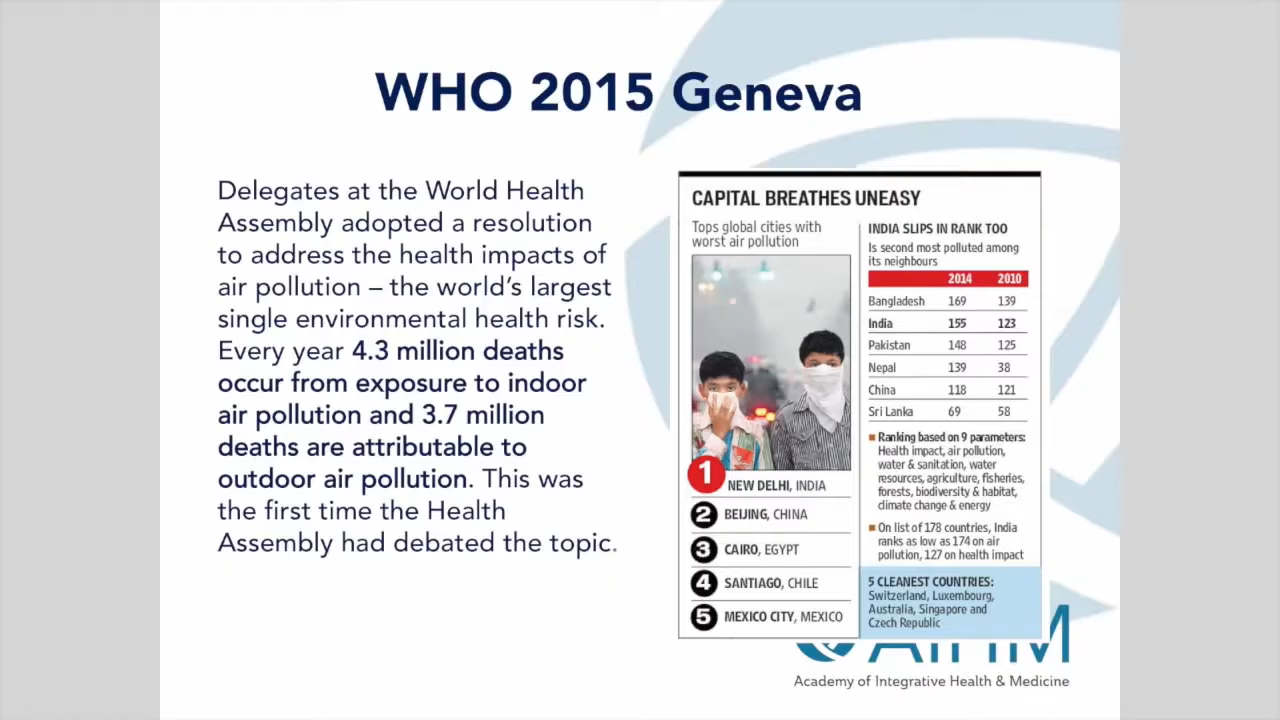 WHO 2015 Geneva
Delegates at the World Health
Assembly adopted a resolution
to address the health impacts of
air pollution – the world’s largest
single environmental health risk.
Every year 4.3 million deaths
occur from exposure to indoor
air pollution and 3.7 million
deaths are attributable to
outdoor air pollution. This was
the first time the Health
Assembly had debated the topic.
CAPITAL BREATHES UNEASY
Tops global cities with
worst air pollution
1 NEW DELHI, INDIA
2 BEIJING, CHINA
3 CAIRO, EGYPT
4 SANTIAGO, CHILE
5 MEXICO CITY, MEXICO
INDIA SLIPS IN RANK TOO
Is second most polluted among
its neighbours
2014 2010
Bangladesh 169 139
India 155 123
Pakistan 148 125
Nepal 139 38
China 118 121
Sri Lanka 69 58
■ Ranking based on 9 parameters:
Health impact, air pollution,
water & sanitation, water
resources, agriculture, fisheries,
forests, biodiversity & habitat,
climate change & energy
■ On list of 178 countries, India
ranks as low as 174 on air
pollution, 127 on health impact
5 CLEANEST COUNTRIES:
Switzerland, Luxembourg,
Australia, Singapore and
Czech Republic
AIHM
Academy of Integrative Health & Medicine